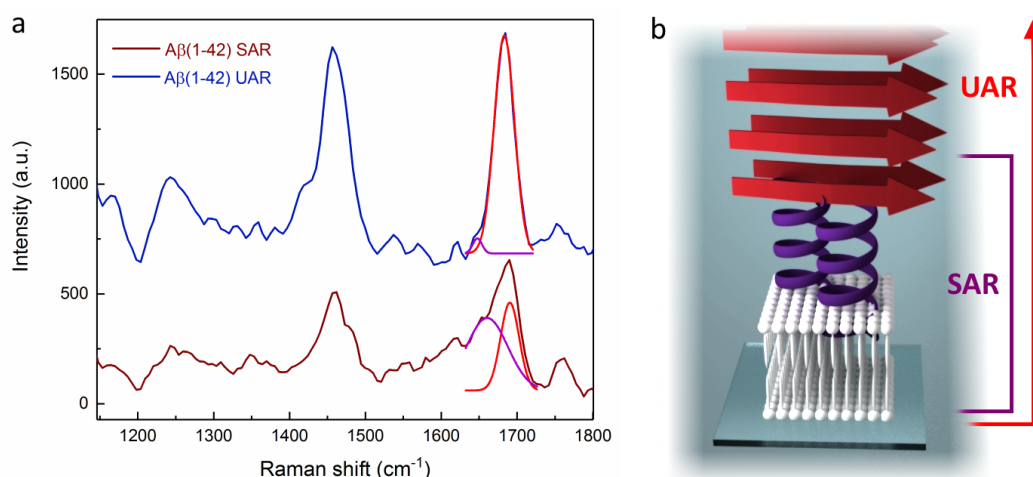 a
b
Aβ(1-42) SAR
Aβ(1-42) UAR
1500
1000
500
0
Intensity (a.u.)
1200 1300 1400 1500 1600 1700 1800
Raman shift (cm⁻¹)
UAR
SAR